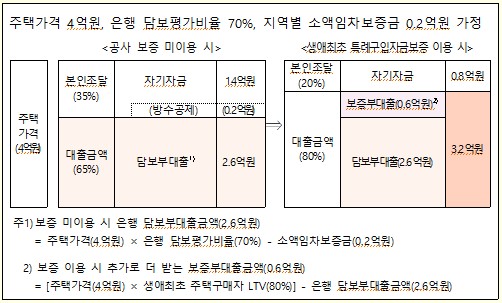 주택가격 4억원, 은행 담보평가비율 70%, 지역별 소액임차보증금 0.2억원 가정
<공사 보증 미이용 시>
주택
가격
(4억원)
본인조달
(35%)
자기자금
1.4억원
(방수공제)
(0.2억원)
대출금액
(65%)
담보부대출1)
2.6억원
⇒
<생애최초 특례구입자금보증 이용 시>
본인조달
(20%)
자기자금
0.8억원
대출금액
(80%)
보증부대출(0.6억원)2)
담보부대출(2.6억원)
3.2억원
주1) 보증 미이용 시 은행 담보부대출금액(2.6억원)
= 주택가격(4억원) × 은행 담보평가비율(70%) - 소액임차보증금(0.2억원)
2) 보증 이용 시 추가로 더 받는 보증부대출금액(0.6억원)
= [주택가격(4억원) × 생애최초 주택구매자 LTV(80%)] - 은행 담보부대출금액(2.6억원)